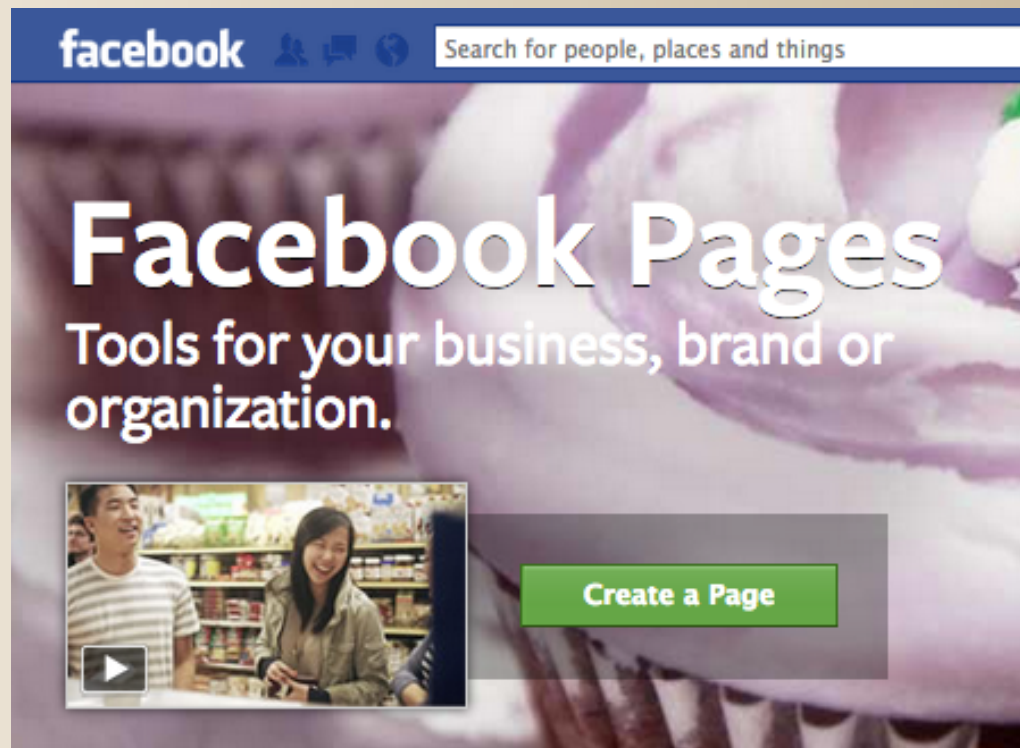 facebook
Search for people, places and things
Facebook Pages
Tools for your business, brand or
organization.
Create a Page